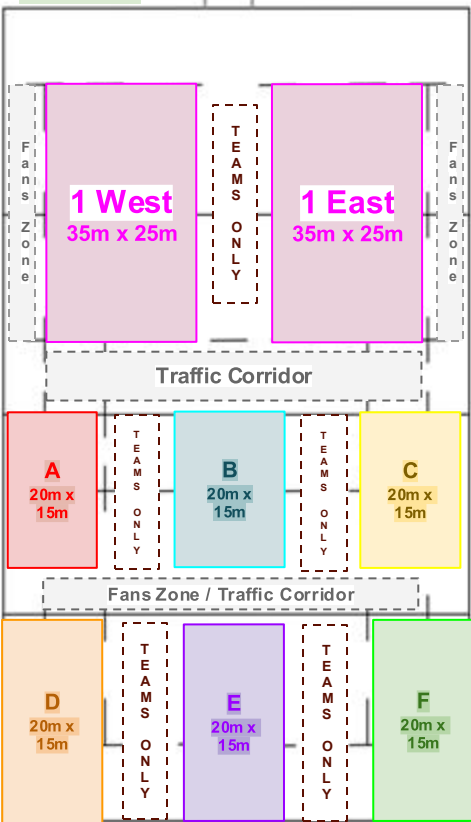 Fans Zone
1 West
35m x 25m
TEAMS ONLY
1 East
35m x 25m
Fans Zone
Traffic Corridor
A
20m x
15m
TEAMS ONLY
B
20m x
15m
TEAMS ONLY
C
20m x
15m
Fans Zone / Traffic Corridor
D
20m x
15m
TEAMS ONLY
E
20m x
15m
TEAMS ONLY
F
20m x
15m